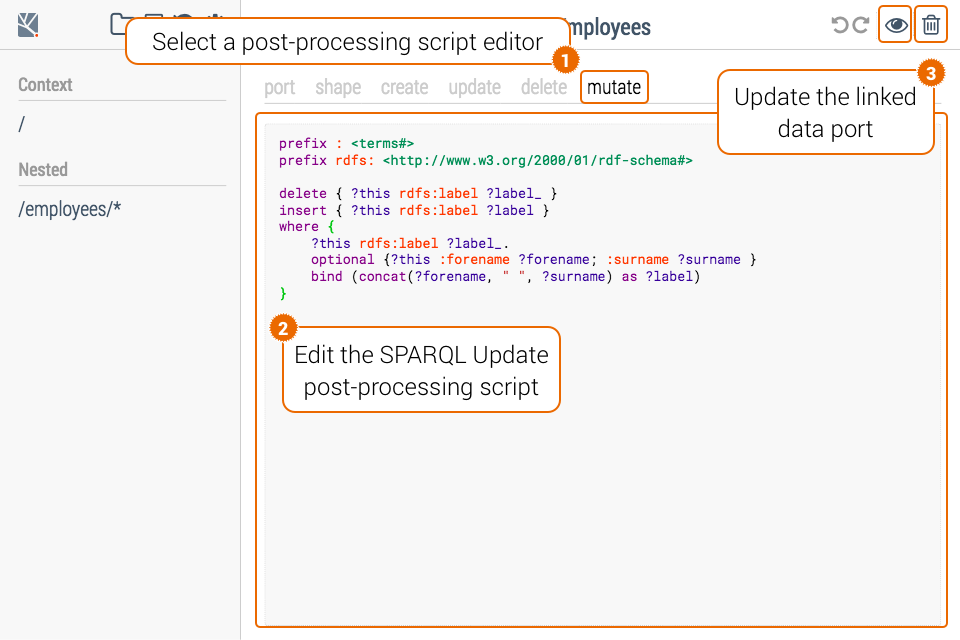 Select a post-processing script editor
mployees
1
Context
/
Nested
/employees/*
port shape create update delete mutate
3
Update the linked
data port
prefix : <terms#>
prefix rdfs: <http://www.w3.org/2000/01/rdf-schema#>
delete { ?this rdfs:label ?label_ }
insert { ?this rdfs:label ?label }
where {
?this rdfs:label ?label_.
optional {?this :forename ?forename; :surname ?surname }
bind (concat(?forename, " ", ?surname) as ?label)
}
2
Edit the SPARQL Update
post-processing script